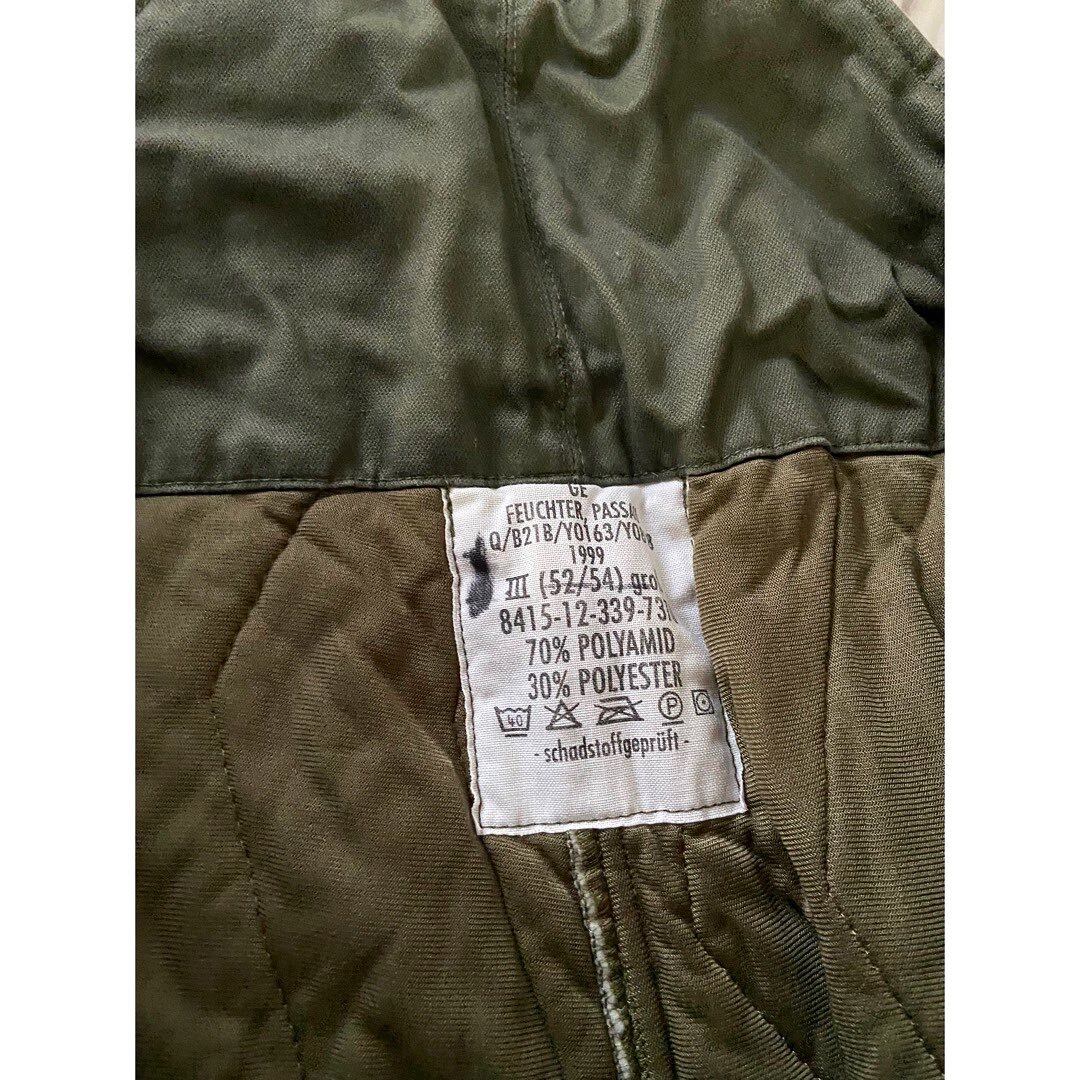 GE
FEUCHTER, PASSAU
Q/B21B/Y0163/Y0
1999
III (52/54)
8415-12-339-73
70% POLYAMID
30% POLYESTER
40 P
- schadstoffgeprüft -